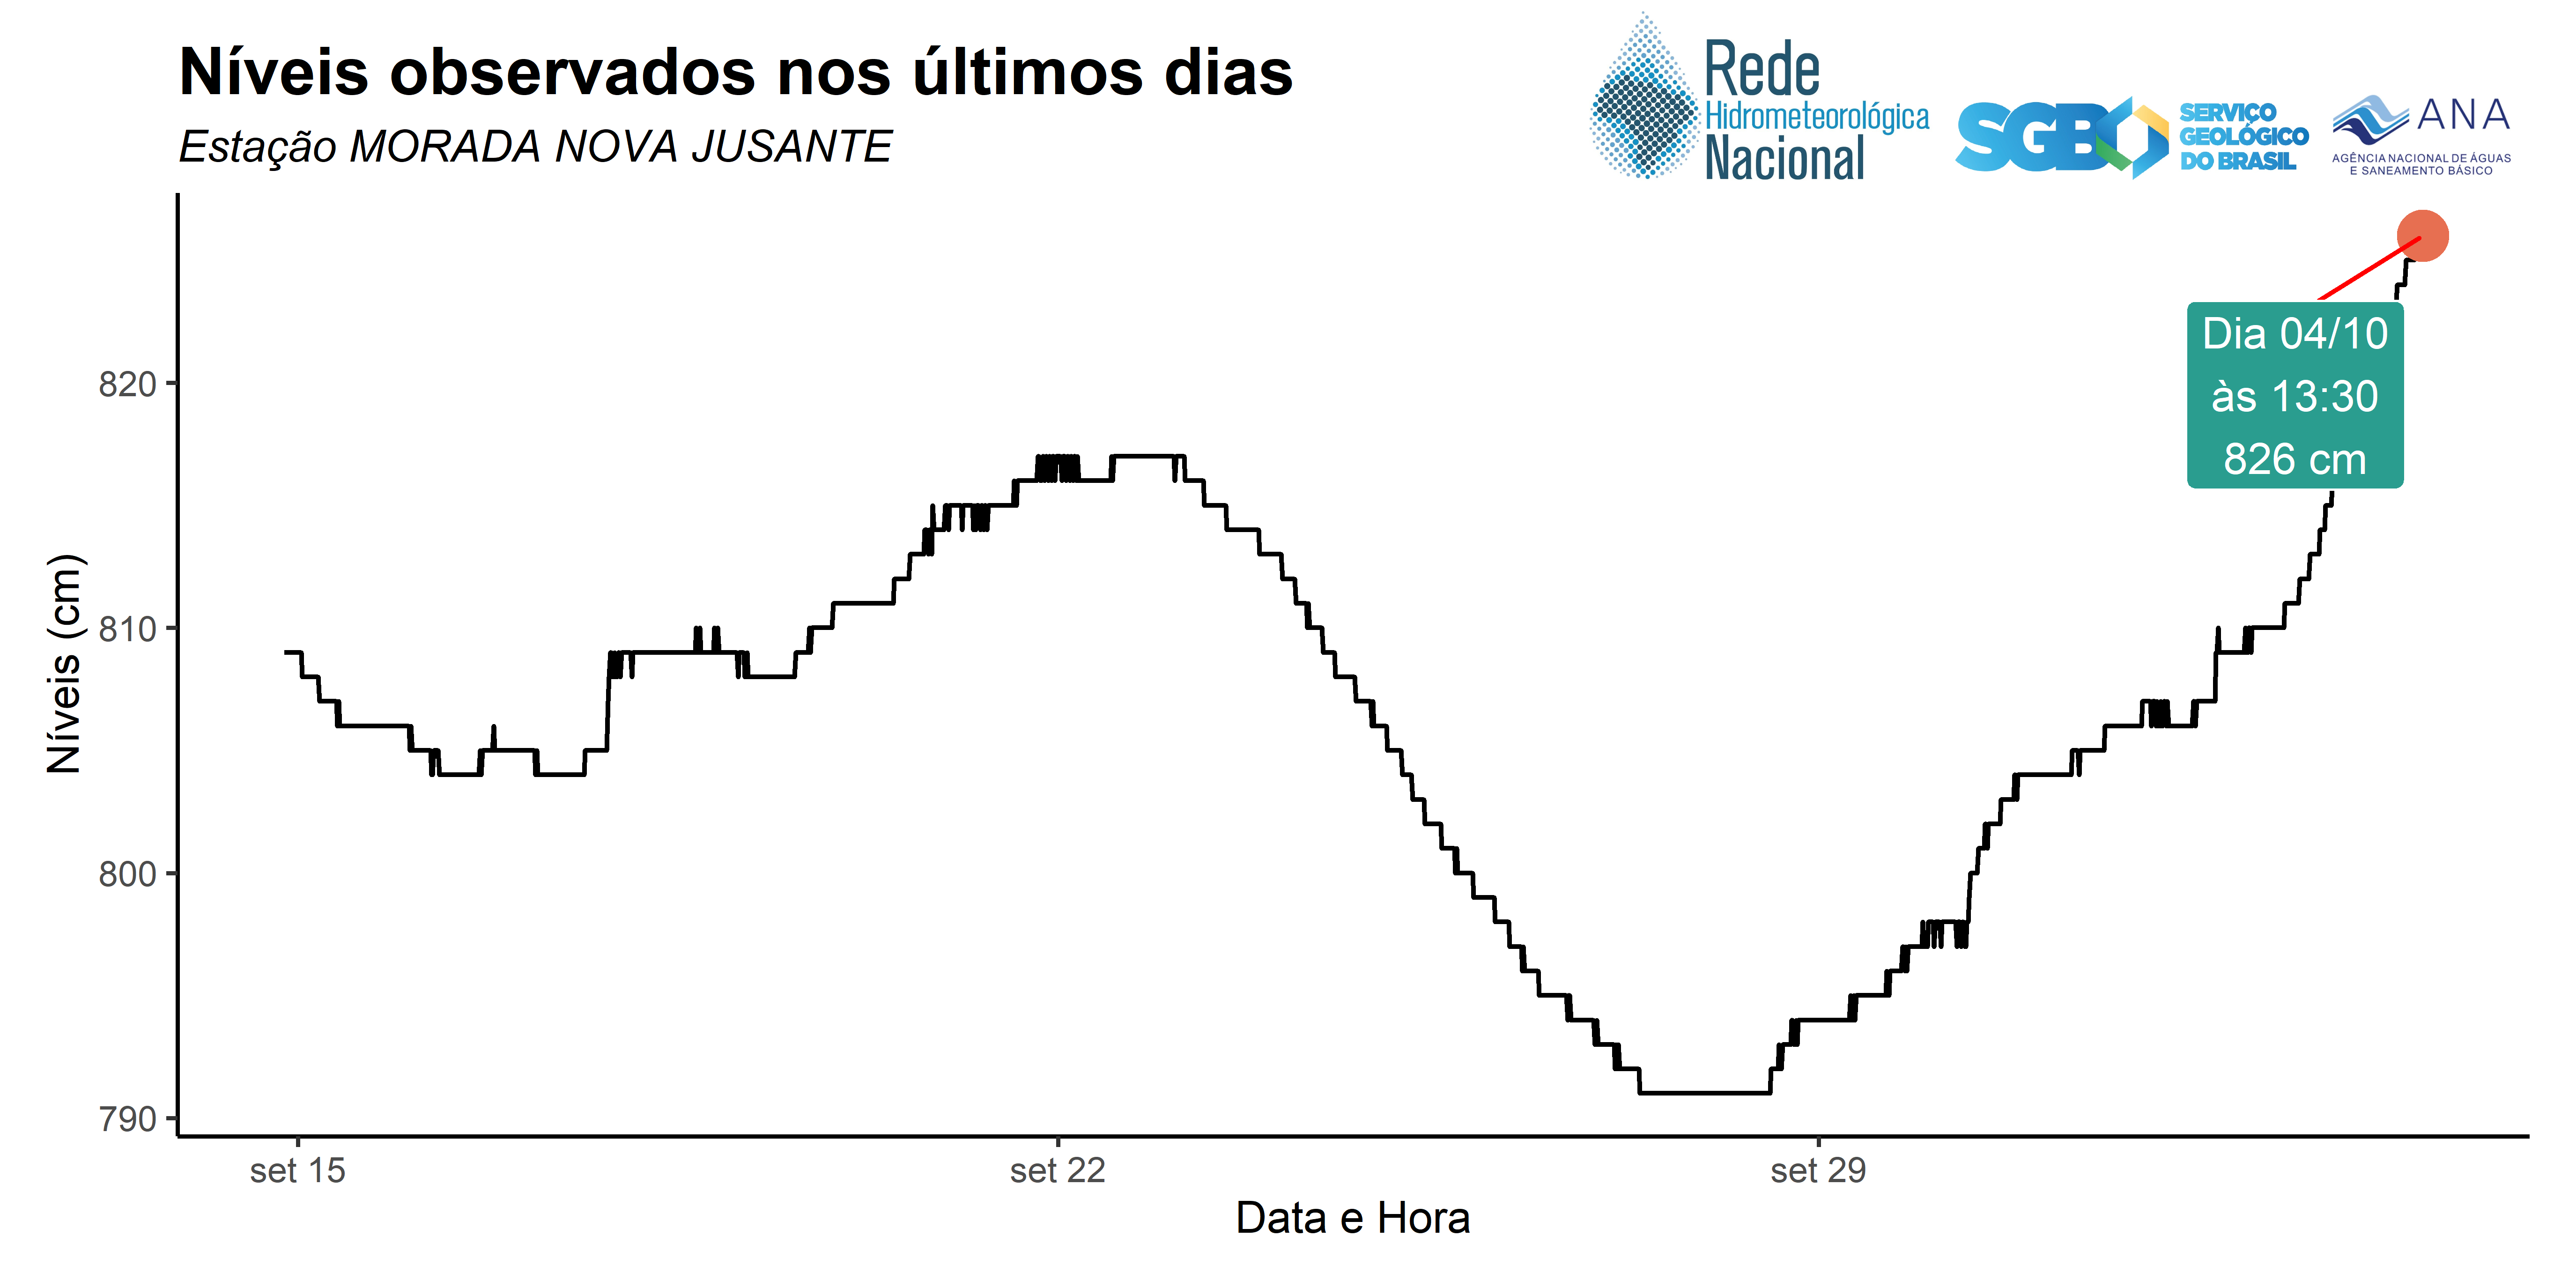 Níveis observados nos últimos dias
Estação MORADA NOVA JUSANTE
Rede
Hidrometeorológica
Nacional
SGB
SERVIÇO
GEOLÓGICO
DO BRASIL
ANA
AGÊNCIA NACIONAL DE ÁGUAS
E SANEAMENTO BÁSICO
Dia 04/10
às 13:30
826 cm
Níveis (cm)
820
810
800
790
set 15
set 22
set 29
Data e Hora